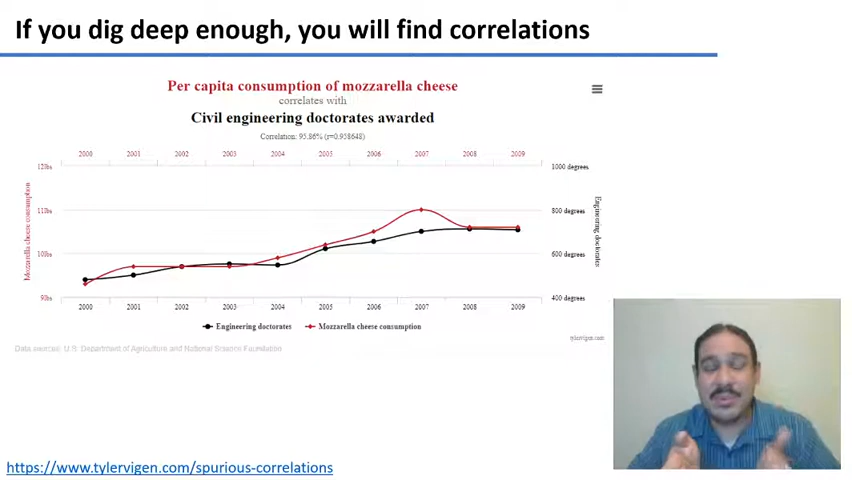 If you dig deep enough, you will find correlations
Per capita consumption of mozzarella cheese
correlates with
Civil engineering doctorates awarded
Correlation: 95.86% (r=0.958648)
2000 2001 2002 2003 2004 2005 2006 2007 2008 2009
12lbs 1000 degrees
11lbs 800 degrees
10lbs 600 degrees
9lbs 400 degrees
Mozzarella cheese consumption
Engineering doctorates
2000 2001 2002 2003 2004 2005 2006 2007 2008 2009
Engineering doctorates Mozzarella cheese consumption
tylervigen.com
Data sources: U.S. Department of Agriculture and National Science Foundation
https://www.tylervigen.com/spurious-correlations